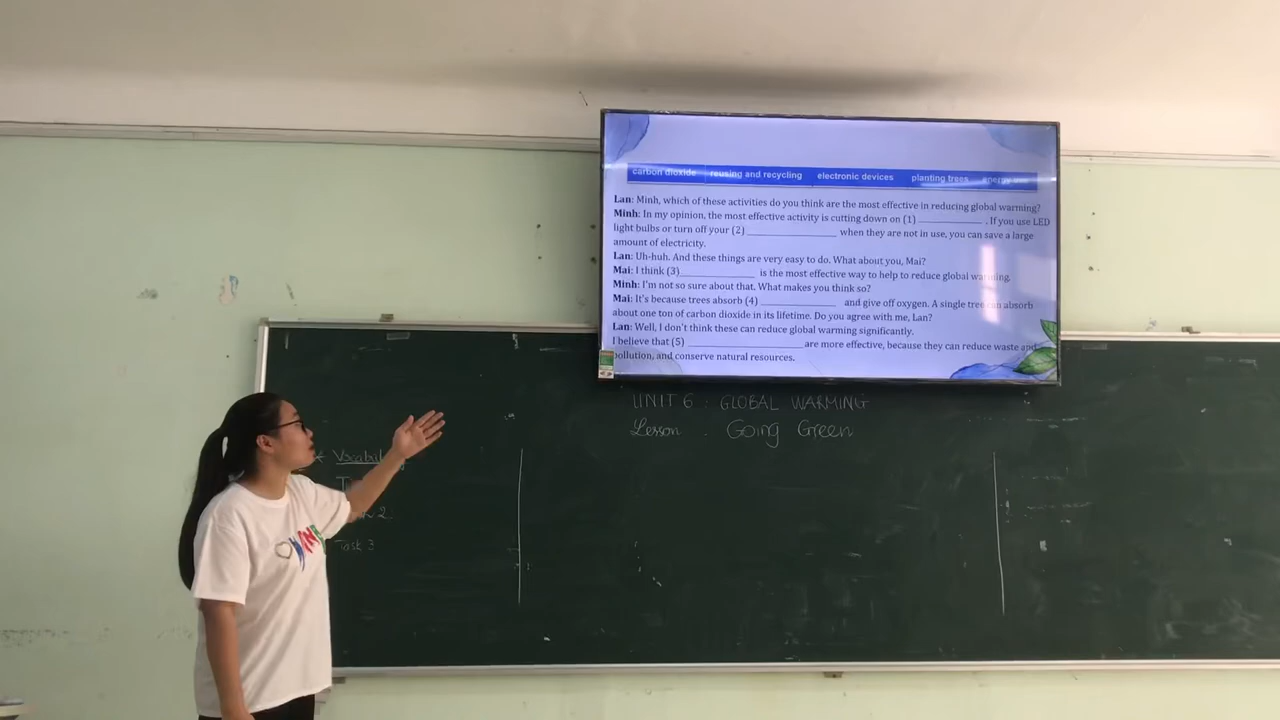 carbon dioxide reusing and recycling electronic devices planting trees energy use
Lan: Minh, which of these activities do you think are the most effective in reducing global warming?
Minh: In my opinion, the most effective activity is cutting down on (1) ____________ . If you use LED
light bulbs or turn off your (2) ________________ when they are not in use, you can save a large
amount of electricity.
Lan: Uh-huh. And these things are very easy to do. What about you, Mai?
Mai: I think (3)______________ is the most effective way to help to reduce global warming.
Minh: I'm not so sure about that. What makes you think so?
Mai: It's because trees absorb (4) ______________ and give off oxygen. A single tree can absorb
about one ton of carbon dioxide in its lifetime. Do you agree with me, Lan?
Lan: Well, I don't think these can reduce global warming significantly.
I believe that (5) _____________________ are more effective, because they can reduce waste and
pollution, and conserve natural resources.
UNIT 6 : GLOBAL WARMING
Lesson : Going Green
Vocabulary
2.
Task 3